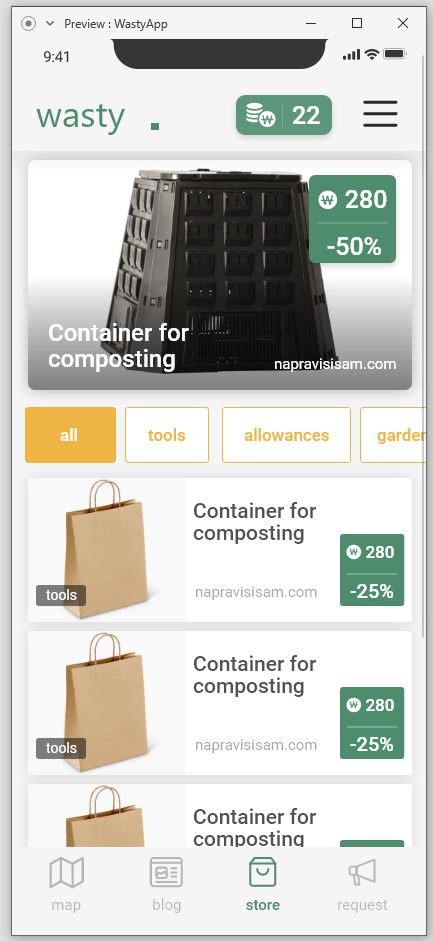 Preview : WastyApp
9:41
wasty .
22
280
-50%
Container for
composting
napravisisam.com
all
tools
allowances
garden
Container for
composting
280
napravisisam.com
-25%
tools
Container for
composting
280
napravisisam.com
-25%
tools
Container for
composting
map
blog
store
request